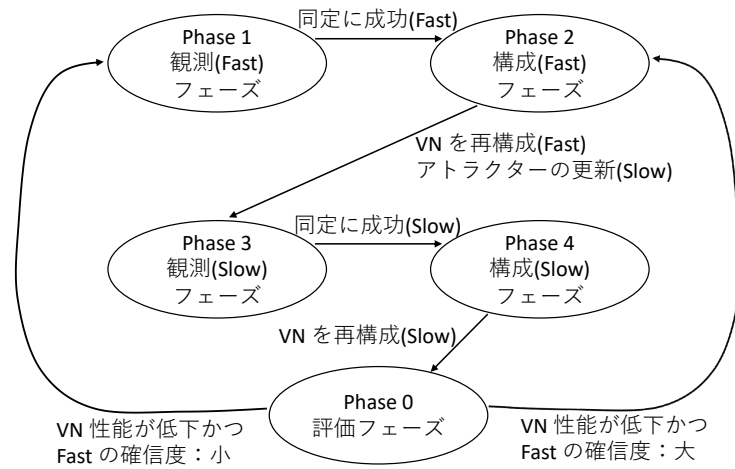 同定に成功(Fast)
Phase 1
観測(Fast)
フェーズ
Phase 2
構成(Fast)
フェーズ
VN を再構成(Fast)
アトラクターの更新(Slow)
同定に成功(Slow)
Phase 3
観測(Slow)
フェーズ
Phase 4
構成(Slow)
フェーズ
VN を再構成(Slow)
Phase 0
評価フェーズ
VN 性能が低下かつ
Fast の確信度：小
VN 性能が低下かつ
Fast の確信度：大